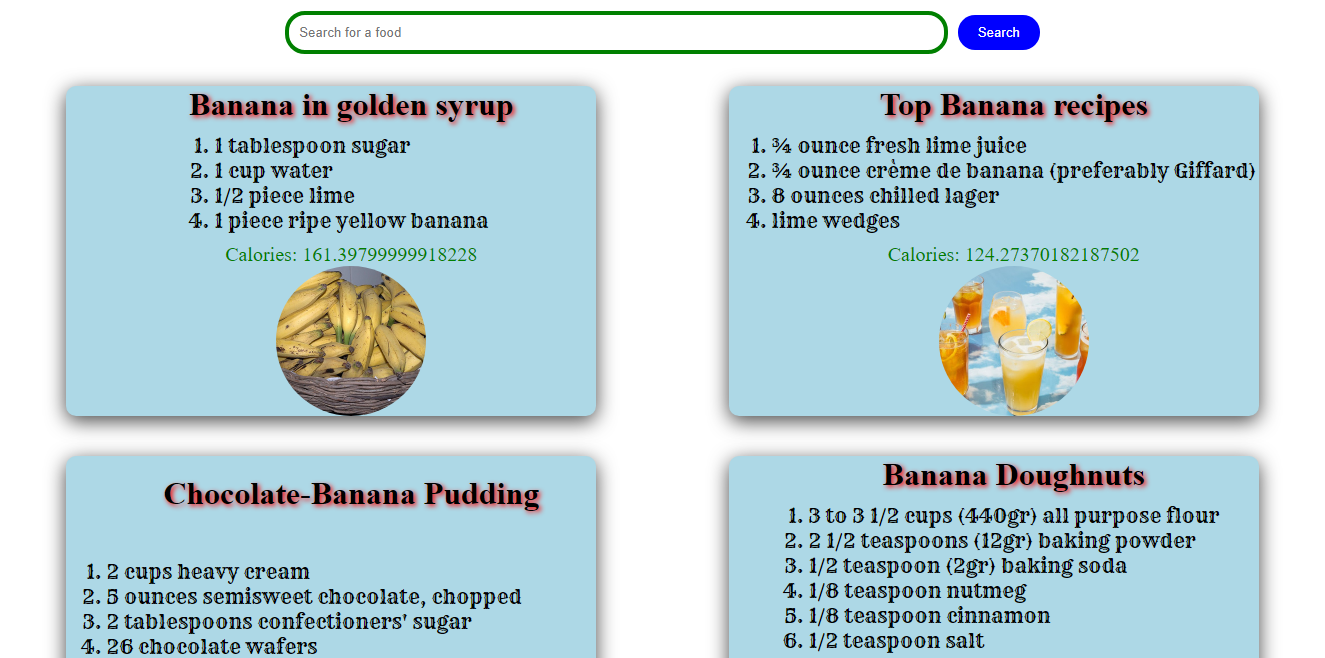 Search for a food
Search
Banana in golden syrup
1. 1 tablespoon sugar
2. 1 cup water
3. 1/2 piece lime
4. 1 piece ripe yellow banana
Calories: 161.39799999918228
Top Banana recipes
1. ¾ ounce fresh lime juice
2. ¾ ounce crème de banana (preferably Giffard)
3. 8 ounces chilled lager
4. lime wedges
Calories: 124.27370182187502
Chocolate-Banana Pudding
1. 2 cups heavy cream
2. 5 ounces semisweet chocolate, chopped
3. 2 tablespoons confectioners' sugar
4. 26 chocolate wafers
Banana Doughnuts
1. 3 to 3 1/2 cups (440gr) all purpose flour
2. 2 1/2 teaspoons (12gr) baking powder
3. 1/2 teaspoon (2gr) baking soda
4. 1/8 teaspoon nutmeg
5. 1/8 teaspoon cinnamon
6. 1/2 teaspoon salt